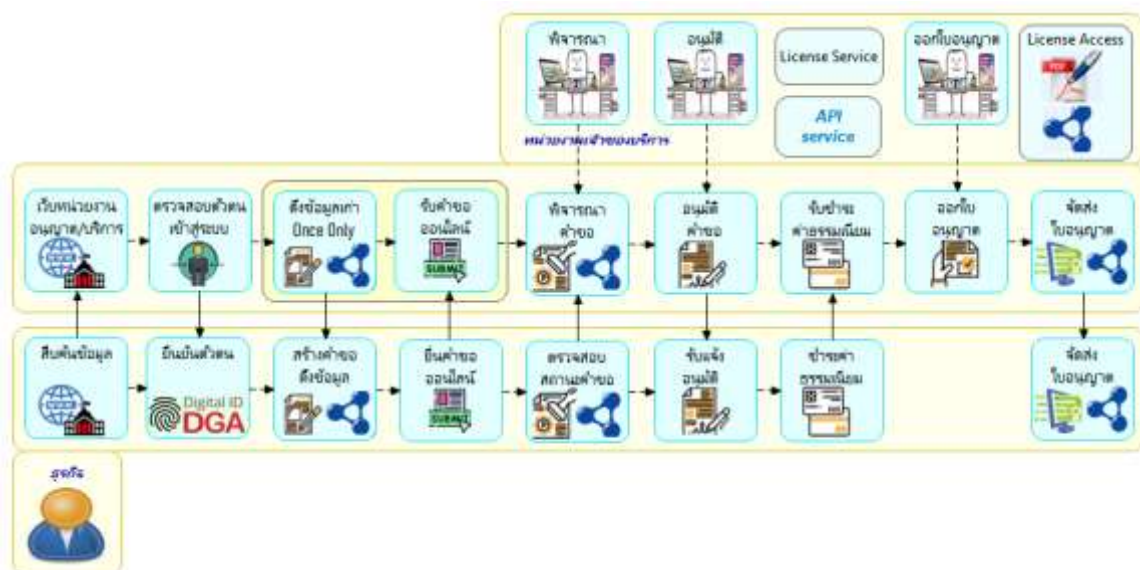 พิจารณา
อนุมัติ
License Service
ออกใบอนุญาต
License Access
PDF
API
service
หน่วยงานเจ้าของบริการ
เว็บหน่วยงาน
อนุญาต/บริการ
ตรวจสอบตัวตน
เข้าสู่ระบบ
ดึงข้อมูลเก่า
Once Only
รับคำขอ
ออนไลน์
SUBMIT
พิจารณา
คำขอ
อนุมัติ
คำขอ
รับชำระ
ค่าธรรมเนียม
ออกใบ
อนุญาต
จัดส่ง
ใบอนุญาต
สืบค้นข้อมูล
ยืนยันตัวตน
Digital ID
DGA
สร้างคำขอ
ดึงข้อมูล
ยื่นคำขอ
ออนไลน์
SUBMIT
ตรวจสอบ
สถานะคำขอ
รับแจ้ง
อนุมัติ
ชำระค่า
ธรรมเนียม
จัดส่ง
ใบอนุญาต
ธุรกิจ